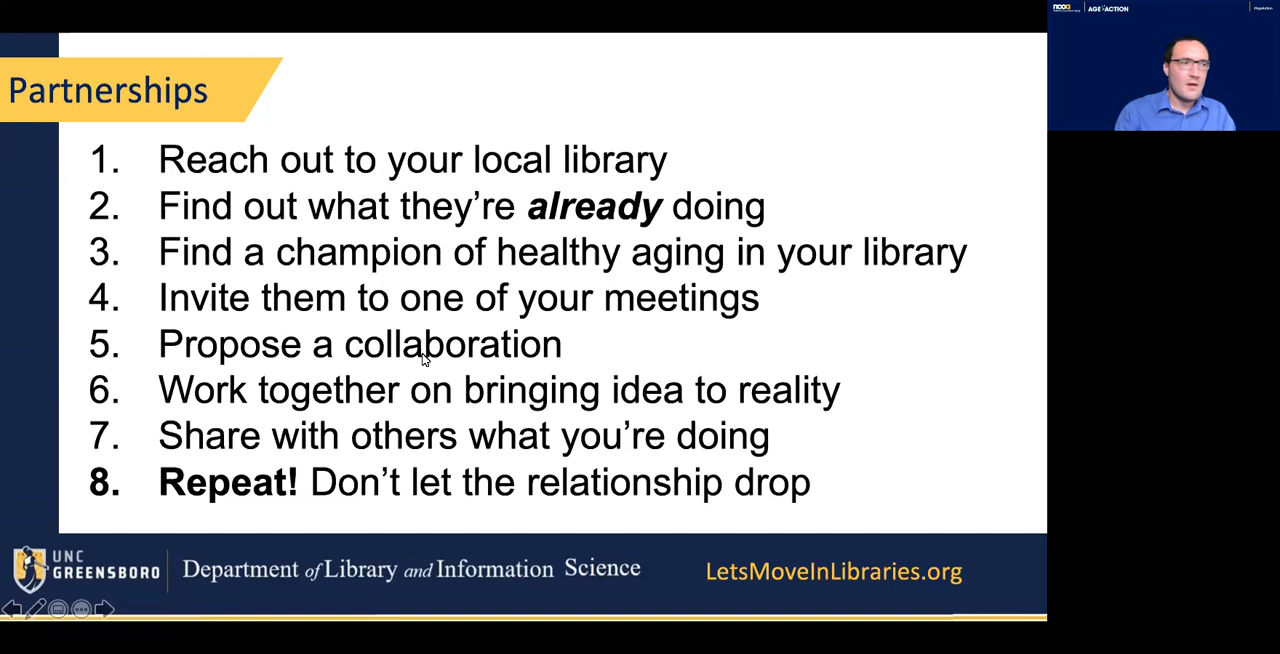 ncoa
AGE+ACTION
Partnerships
1. Reach out to your local library
2. Find out what they're already doing
3. Find a champion of healthy aging in your library
4. Invite them to one of your meetings
5. Propose a collaboration
6. Work together on bringing idea to reality
7. Share with others what you're doing
8. Repeat! Don't let the relationship drop
UNC
GREENSBORO
Department of Library and Information Science
LetsMoveInLibraries.org